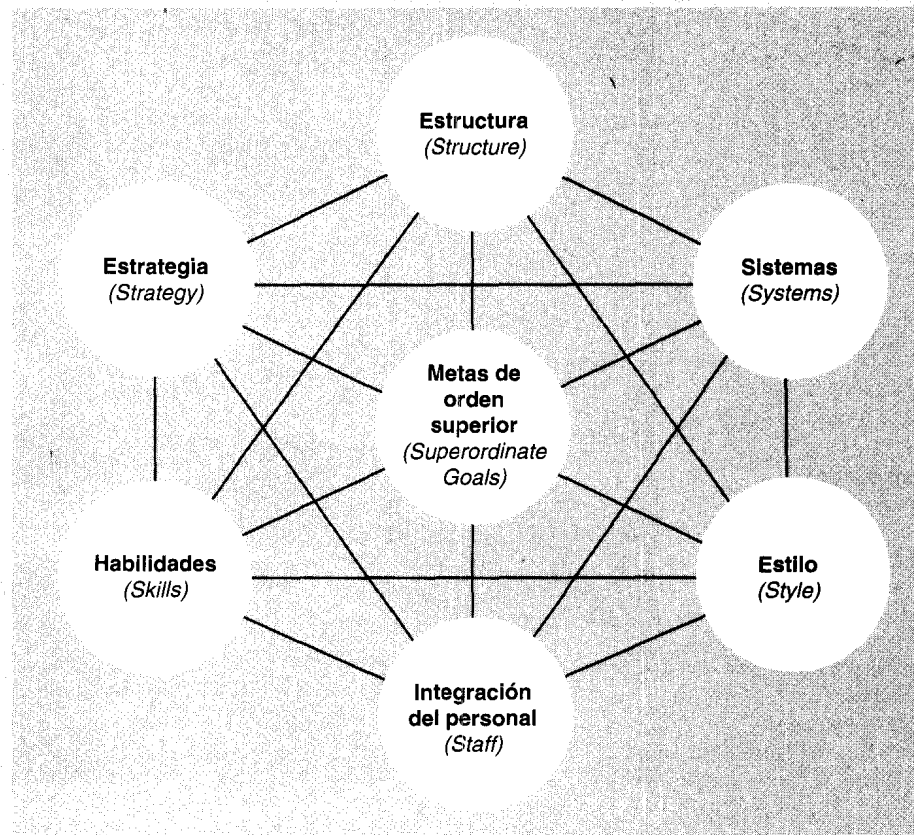 Estructura
(Structure)
Estrategia
(Strategy)
Sistemas
(Systems)
Metas de
orden
superior
(Superordinate
Goals)
Habilidades
(Skills)
Estilo
(Style)
Integración
del personal
(Staff)